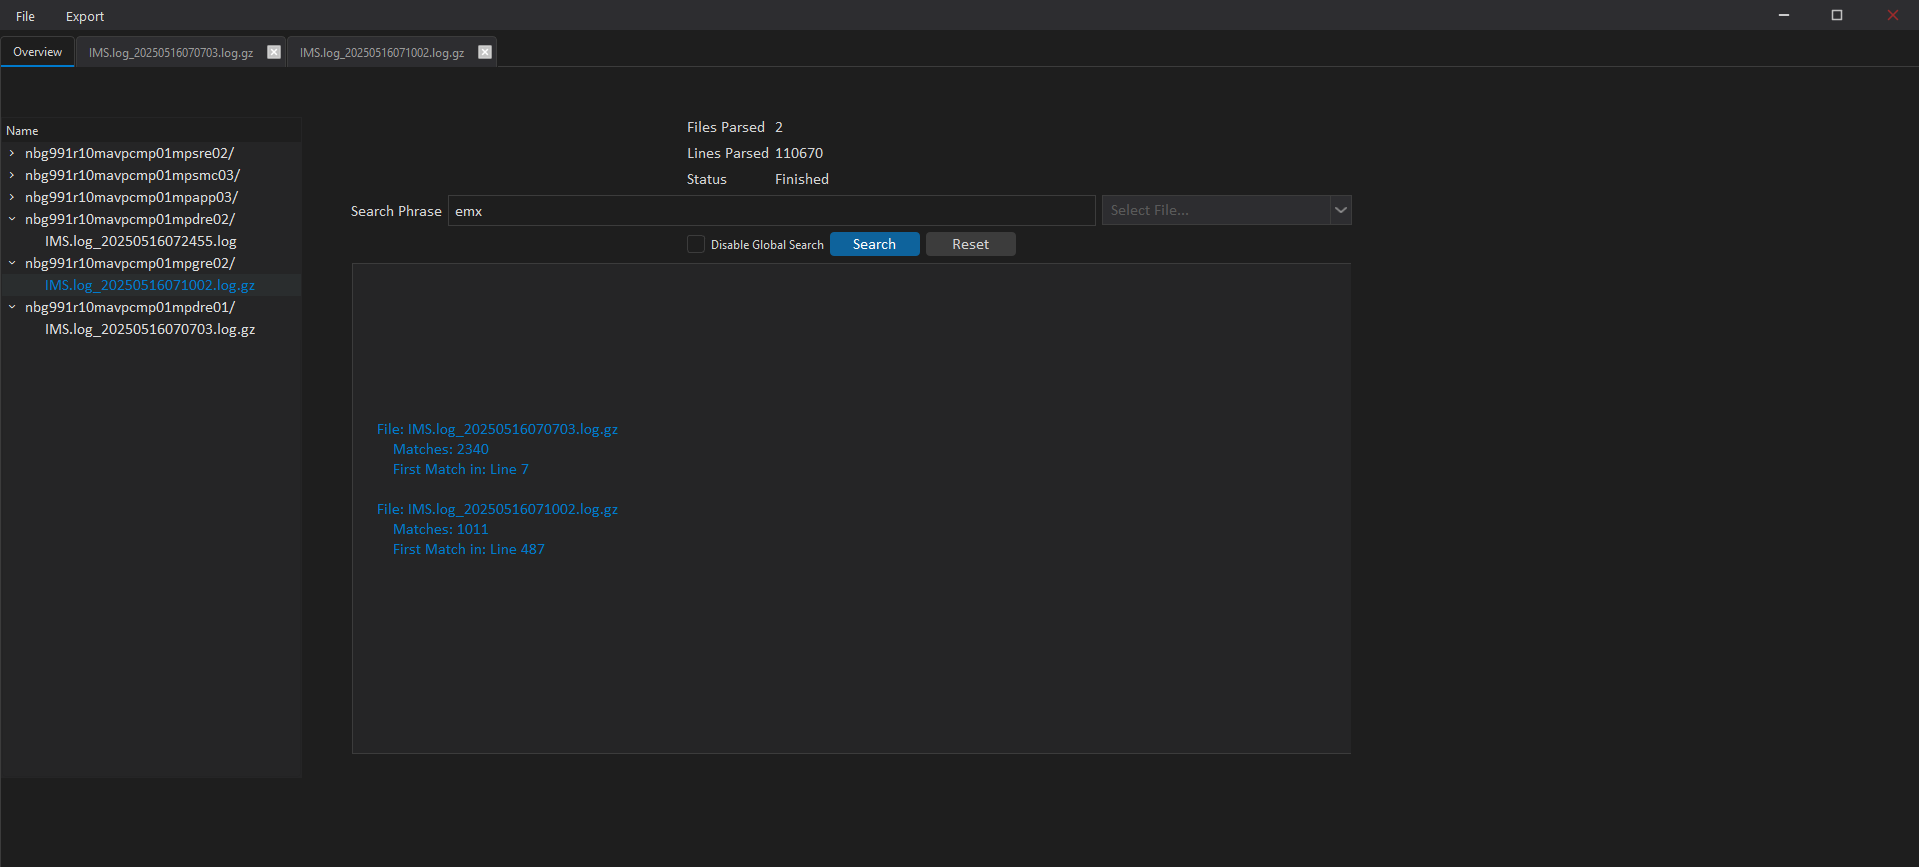 File Export
Overview IMS.log_20250516070703.log.gz IMS.log_20250516071002.log.gz
Name
nbg991r10mavpcmp01mpsre02/
nbg991r10mavpcmp01mpsmc03/
nbg991r10mavpcmp01mpapp03/
nbg991r10mavpcmp01mpdre02/
IMS.log_20250516072455.log
nbg991r10mavpcmp01mpgre02/
IMS.log_20250516071002.log.gz
nbg991r10mavpcmp01mpdre01/
IMS.log_20250516070703.log.gz
Files Parsed 2
Lines Parsed 110670
Status Finished
Search Phrase emx Select File...
Disable Global Search Search Reset
File: IMS.log_20250516070703.log.gz
Matches: 2340
First Match in: Line 7
File: IMS.log_20250516071002.log.gz
Matches: 1011
First Match in: Line 487